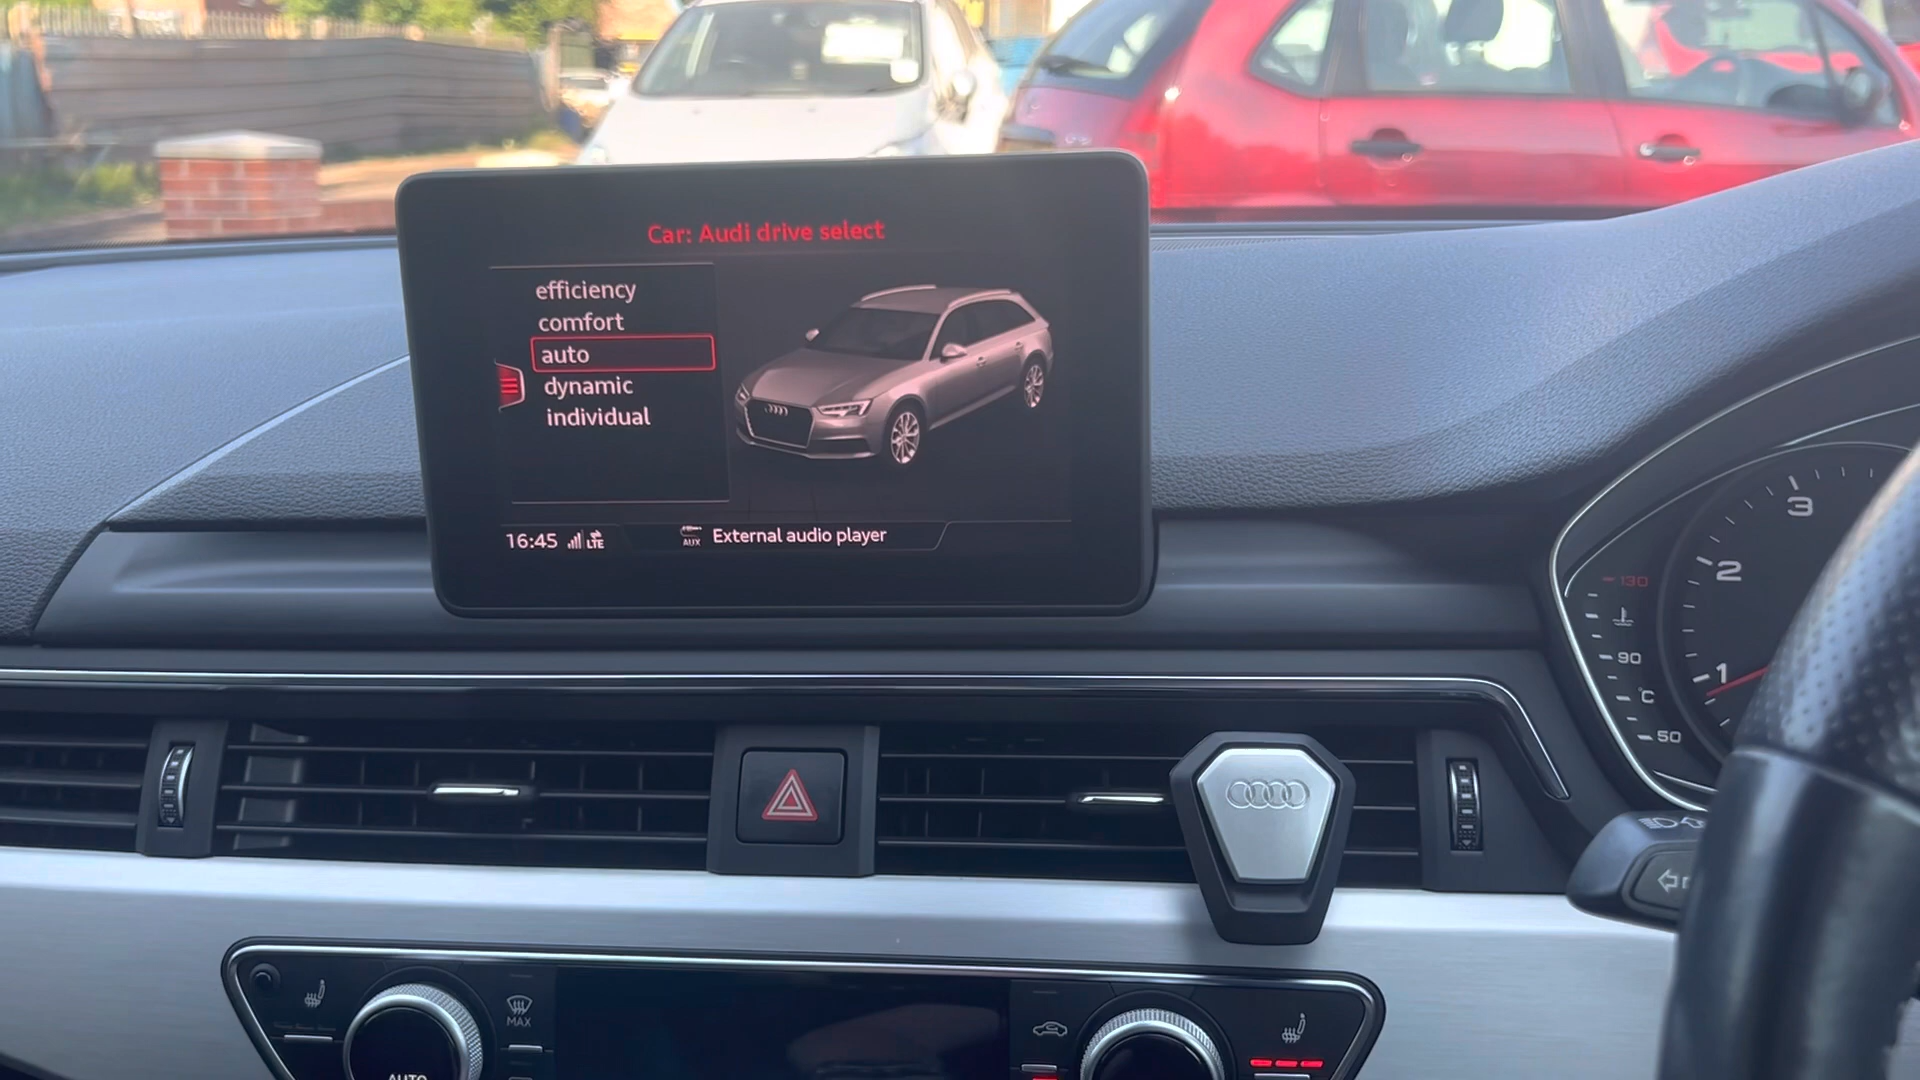 Car: Audi drive select
efficiency
comfort
auto
dynamic
individual
16:45 LTE
AUX External audio player
3
2
1
130
90
°C
50
MAX
AUTO